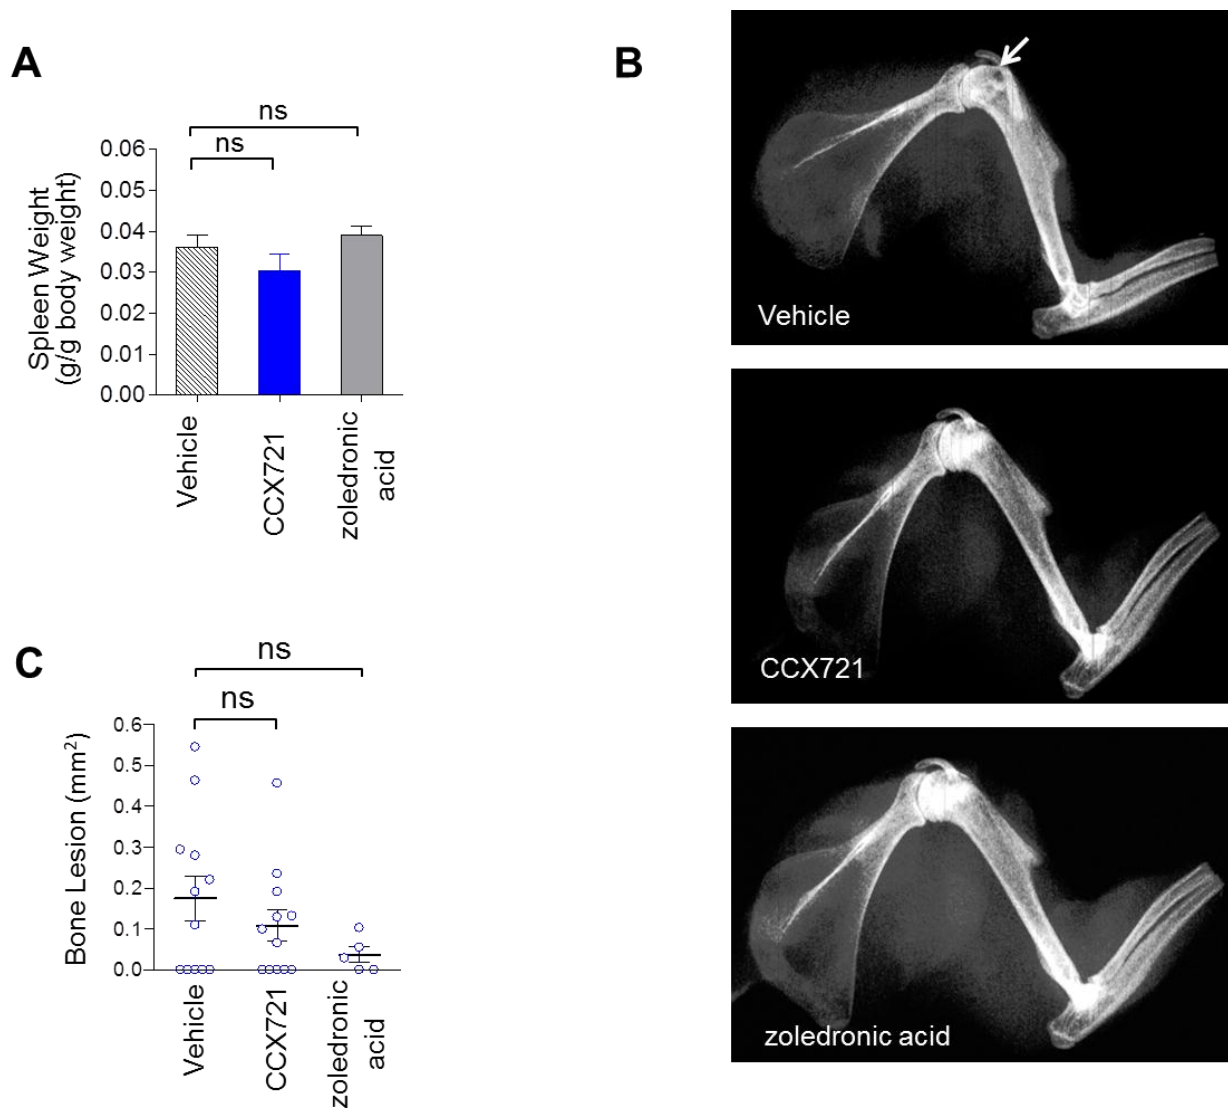 A
ns
ns
0.06
0.05
0.04
0.03
0.02
0.01
0.00
Spleen Weight
(g/g body weight)
Vehicle
CCX721
zoledronic
acid
B
Vehicle
CCX721
zoledronic acid
C
ns
ns
0.6
0.5
0.4
0.3
0.2
0.1
0.0
Bone Lesion (mm²)
Vehicle
CCX721
zoledronic
acid